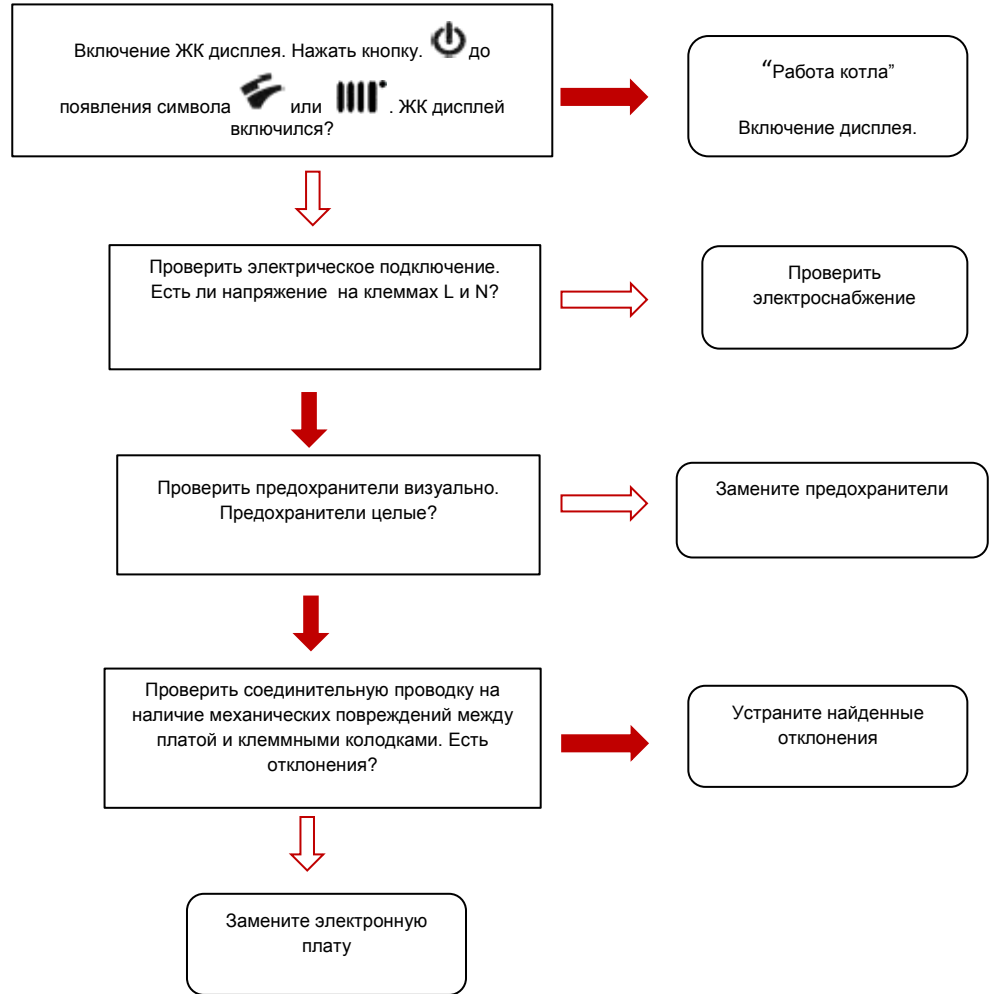 Включение ЖК дисплея. Нажать кнопку. до
появления символа или . ЖК дисплей
включился?
“Работа котла”
Включение дисплея.
Проверить электрическое подключение.
Есть ли напряжение на клеммах L и N?
Проверить
электроснабжение
Проверить предохранители визуально.
Предохранители целые?
Замените предохранители
Проверить соединительную проводку на
наличие механических повреждений между
платой и клеммными колодками. Есть
отклонения?
Устраните найденные
отклонения
Замените электронную
плату